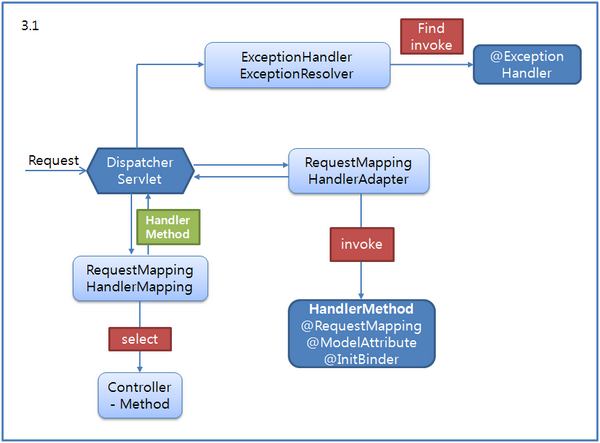 3.1
Find
invoke
ExceptionHandler
ExceptionResolver
@Exception
Handler
Request
Dispatcher
Servlet
RequestMapping
HandlerAdapter
Handler
Method
invoke
RequestMapping
HandlerMapping
HandlerMethod
@RequestMapping
@ModelAttribute
@InitBinder
select
Controller
- Method